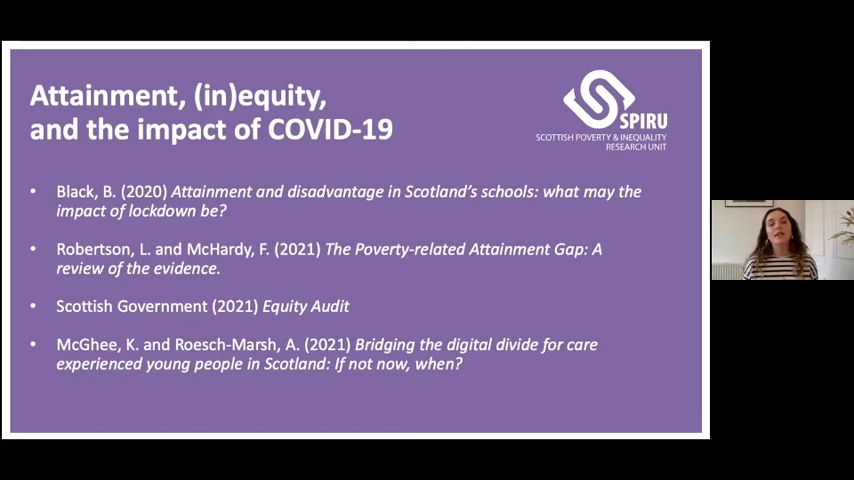 Attainment, (in)equity,
and the impact of COVID-19
SPIRU
SCOTTISH POVERTY & INEQUALITY
RESEARCH UNIT
• Black, B. (2020) Attainment and disadvantage in Scotland's schools: what may the
impact of lockdown be?
• Robertson, L. and McHardy, F. (2021) The Poverty-related Attainment Gap: A
review of the evidence.
• Scottish Government (2021) Equity Audit
• McGhee, K. and Roesch-Marsh, A. (2021) Bridging the digital divide for care
experienced young people in Scotland: If not now, when?